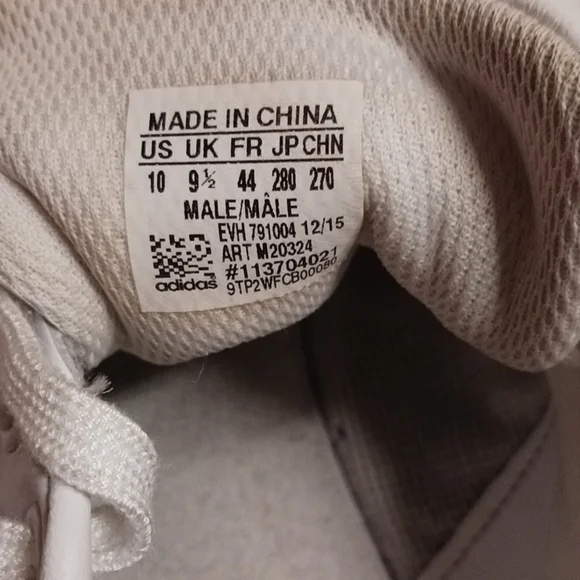 MADE IN CHINA
US UK FR JP CHN
10 9½ 44 280 270
MALE/MÂLE
EVH 791004 12/15
ART M20324
#113704021
adidas 9TP2WFCB00080